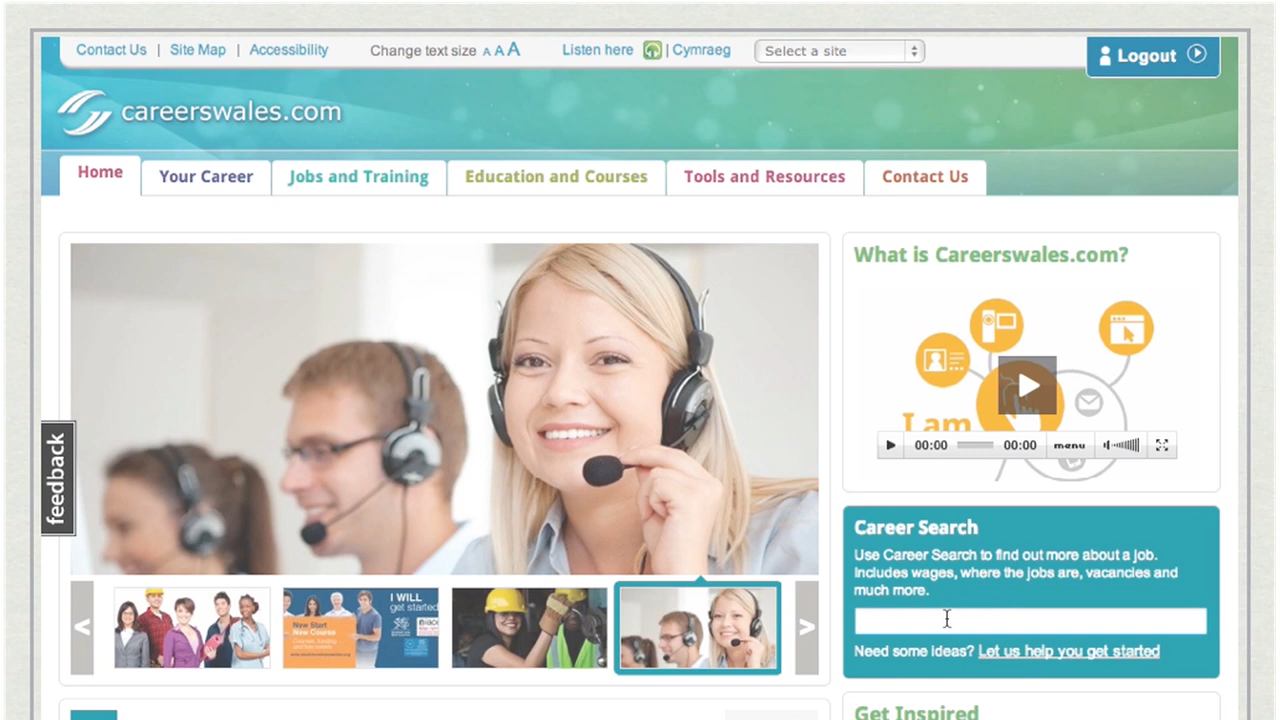 Contact Us | Site Map | Accessibility Change text size A A A Listen here | Cymraeg Select a site Logout
careerswales.com
Home Your Career Jobs and Training Education and Courses Tools and Resources Contact Us
What is Careerswales.com?
I am
00:00 00:00 menu
feedback
Career Search
Use Career Search to find out more about a job.
Includes wages, where the jobs are, vacancies and
much more.
Need some ideas? Let us help you get started
< >
I WILL
get started
New Start
New Course
Get Inspired